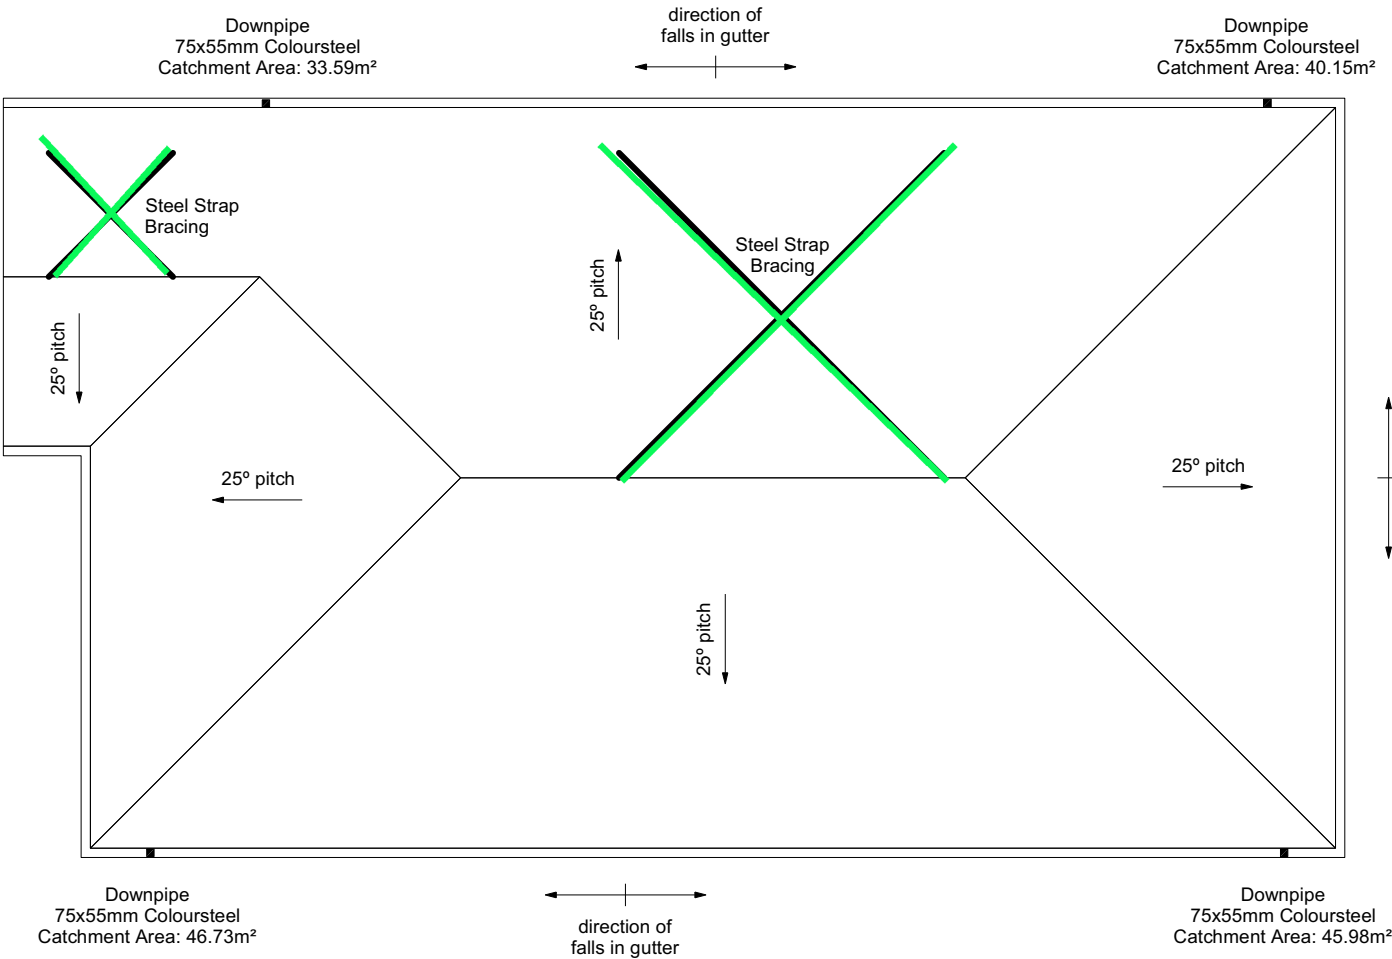 Downpipe
75x55mm Coloursteel
Catchment Area: 33.59m²
direction of
falls in gutter
Downpipe
75x55mm Coloursteel
Catchment Area: 40.15m²
Steel Strap
Bracing
Steel Strap
Bracing
25º pitch
25º pitch
25º pitch
25º pitch
25º pitch
Downpipe
75x55mm Coloursteel
Catchment Area: 46.73m²
direction of
falls in gutter
Downpipe
75x55mm Coloursteel
Catchment Area: 45.98m²